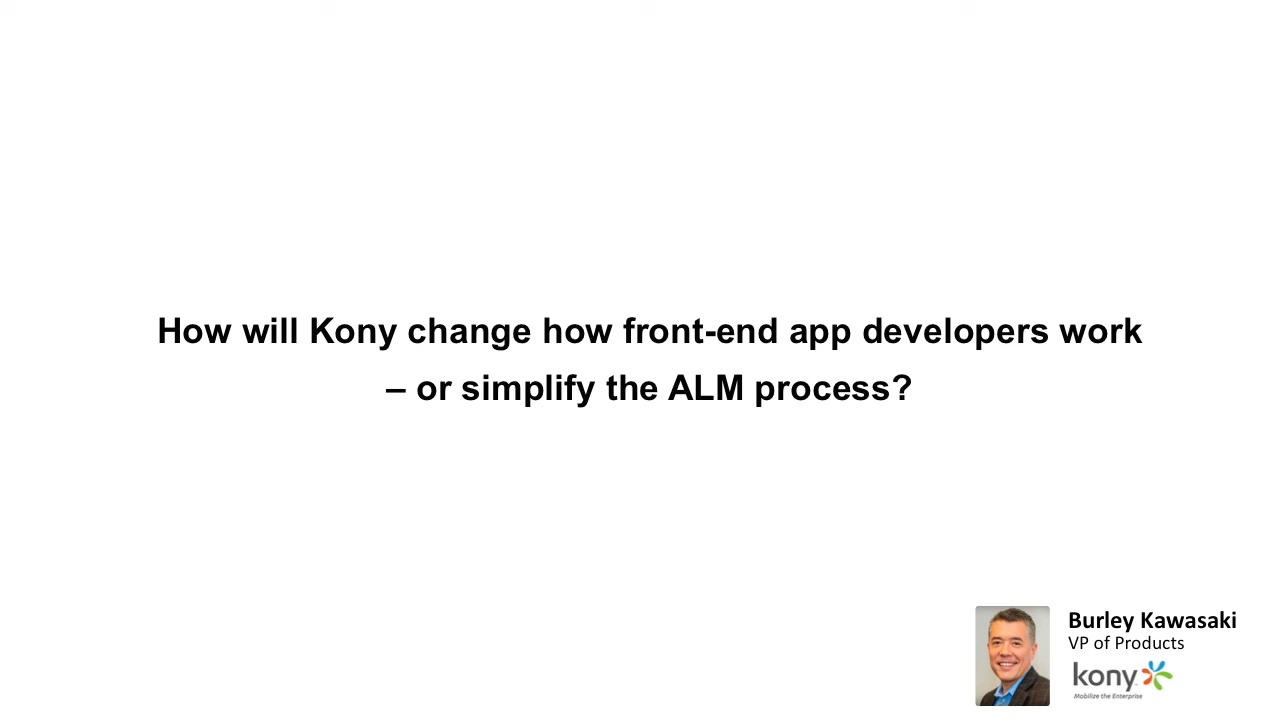 How will Kony change how front-end app developers work
– or simplify the ALM process?
Burley Kawasaki
VP of Products
kony
Mobilize the Enterprise